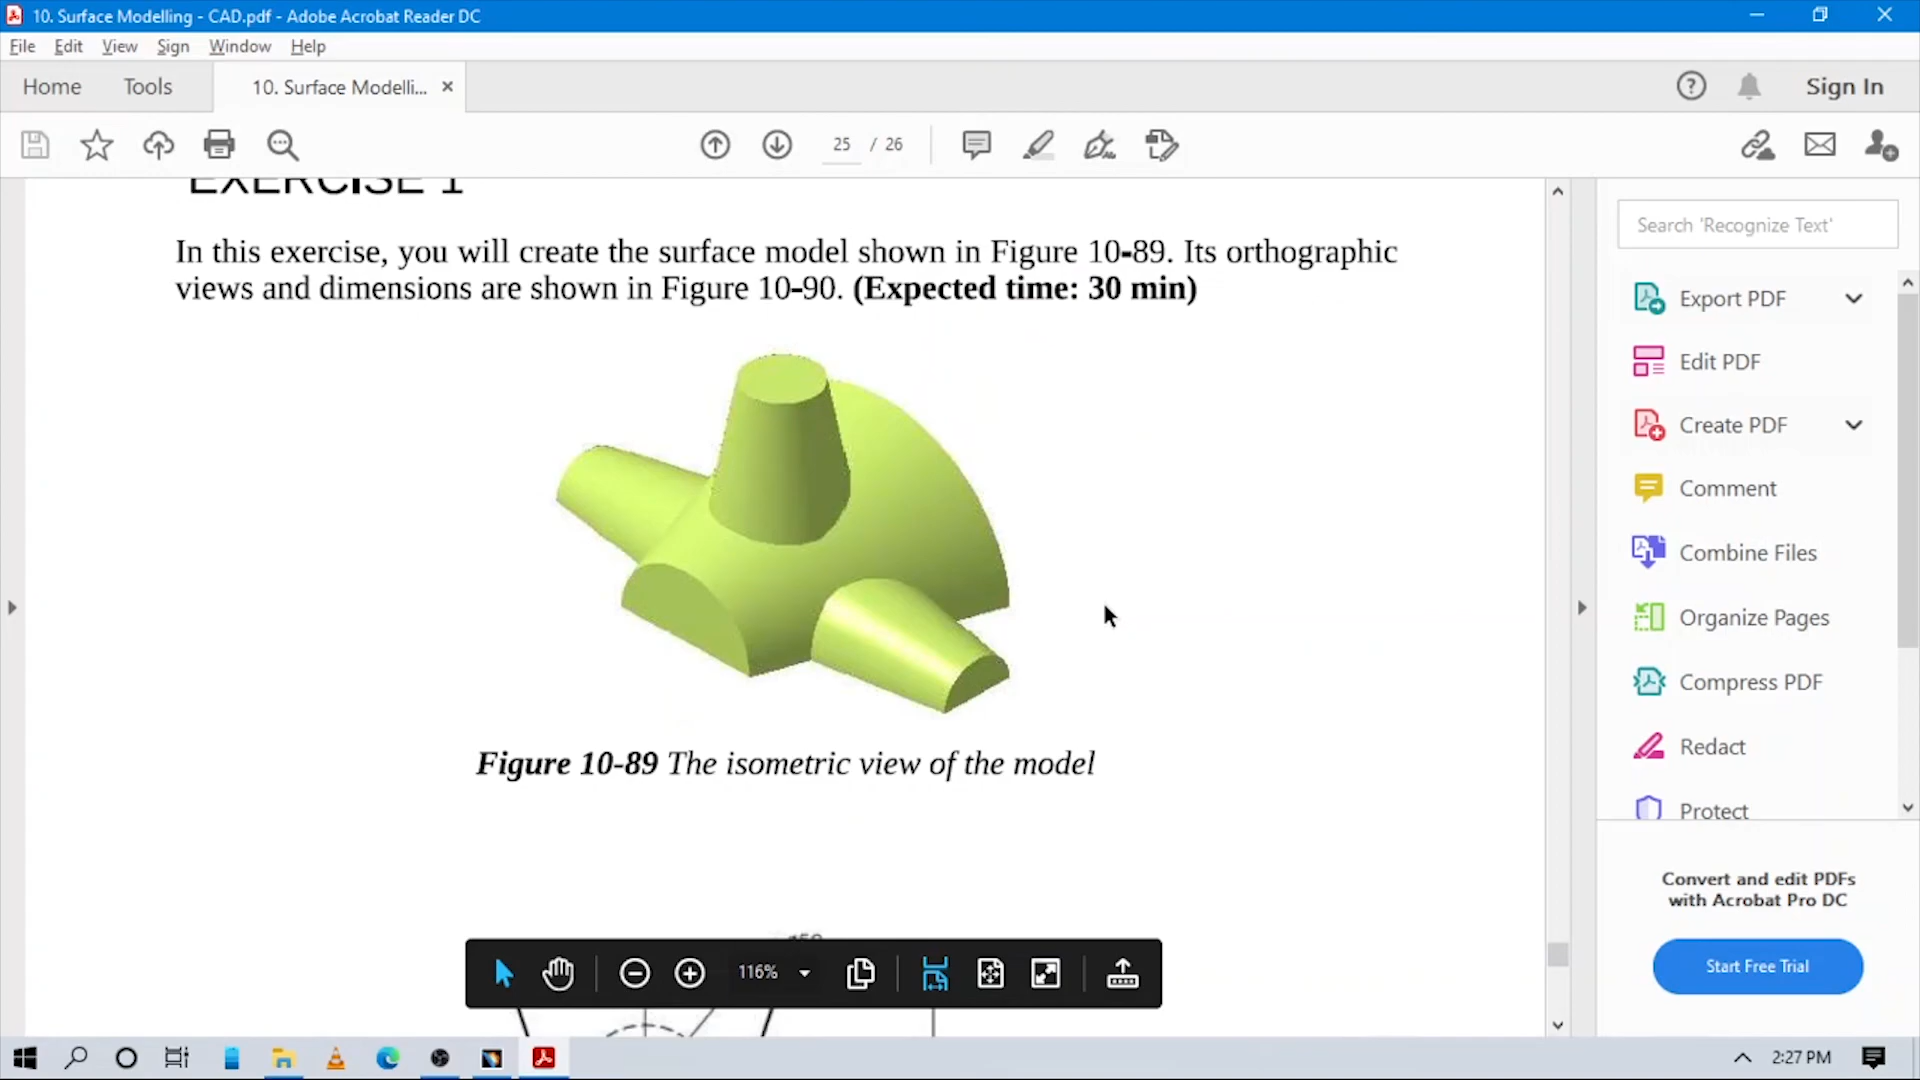 10. Surface Modelling - CAD.pdf - Adobe Acrobat Reader DC
File Edit View Sign Window Help
Home Tools 10. Surface Modelli... ×
Sign In
25 / 26
EXERCISE 1
In this exercise, you will create the surface model shown in Figure 10-89. Its orthographic
views and dimensions are shown in Figure 10-90. (Expected time: 30 min)
Figure 10-89 The isometric view of the model
116%
Search 'Recognize Text'
Export PDF
Edit PDF
Create PDF
Comment
Combine Files
Organize Pages
Compress PDF
Redact
Protect
Convert and edit PDFs
with Acrobat Pro DC
Start Free Trial
2:27 PM